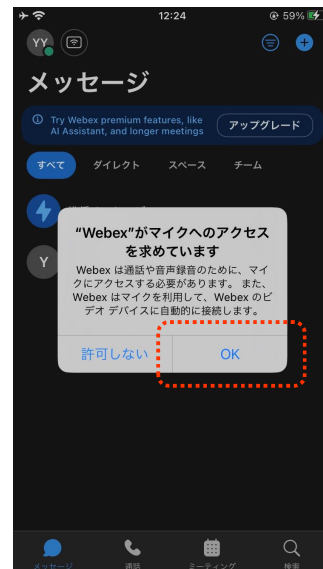 12:24
59%
YY
メッセージ
Try Webex premium features, like
AI Assistant, and longer meetings
アップグレード
すべて
ダイレクト
スペース
チーム
Y
"Webex"がマイクへのアクセス
を求めています
Webex は通話や音声録音のために、マイ
クにアクセスする必要があります。また、
Webex はマイクを利用して、Webex のビ
デオ デバイスに自動的に接続します。
許可しない
OK
メッセージ
通話
ミーティング
検索